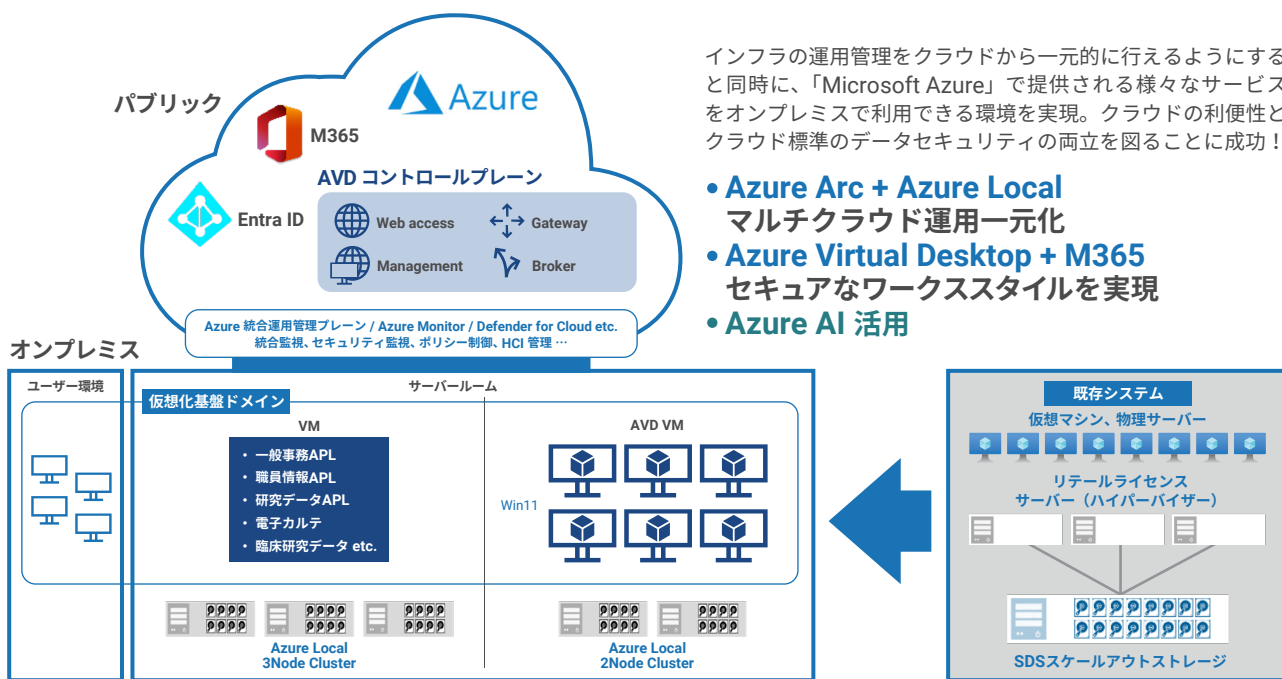 パブリック
Azure
M365
AVD コントロールプレーン
Entra ID
Web access
Gateway
Management
Broker
Azure 統合運用管理プレーン / Azure Monitor / Defender for Cloud etc.
統合監視、セキュリティ監視、ポリシー制御、HCI 管理 …
インフラの運用管理をクラウドから一元的に行えるようにする
と同時に、「Microsoft Azure」で提供される様々なサービス
をオンプレミスで利用できる環境を実現。クラウドの利便性と
クラウド標準のデータセキュリティの両立を図ることに成功！
• Azure Arc + Azure Local
マルチクラウド運用一元化
• Azure Virtual Desktop + M365
セキュアなワークススタイルを実現
• Azure AI 活用
オンプレミス
ユーザー環境
サーバールーム
仮想化基盤ドメイン
VM
・ 一般事務APL
・ 職員情報APL
・ 研究データAPL
・ 電子カルテ
・ 臨床研究データ etc.
AVD VM
Win11
Azure Local
3Node Cluster
Azure Local
2Node Cluster
既存システム
仮想マシン、物理サーバー
リテールライセンス
サーバー（ハイパーバイザー）
SDSスケールアウトストレージ